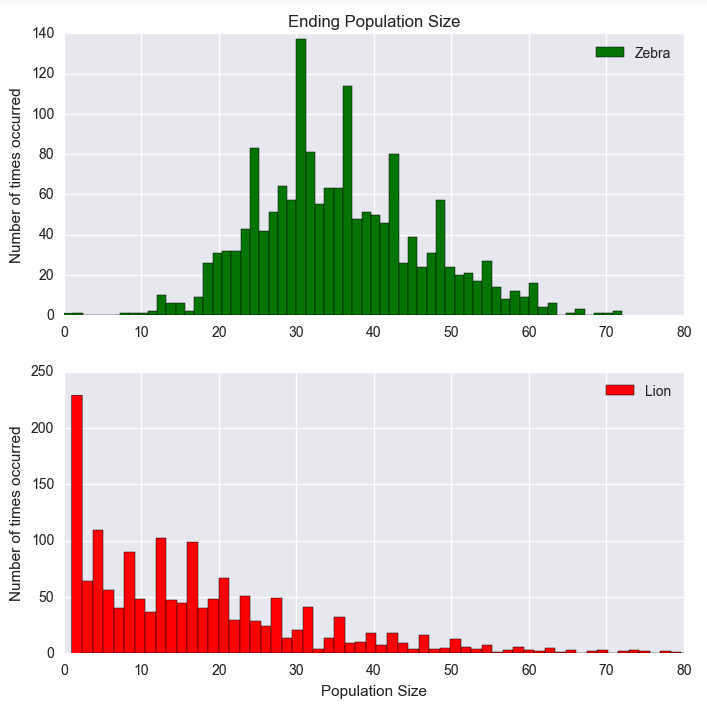 Ending Population Size
140
120
100
80
60
40
20
0
Number of times occurred
Zebra
0 10 20 30 40 50 60 70 80
250
200
150
100
50
0
Number of times occurred
Lion
0 10 20 30 40 50 60 70 80
Population Size